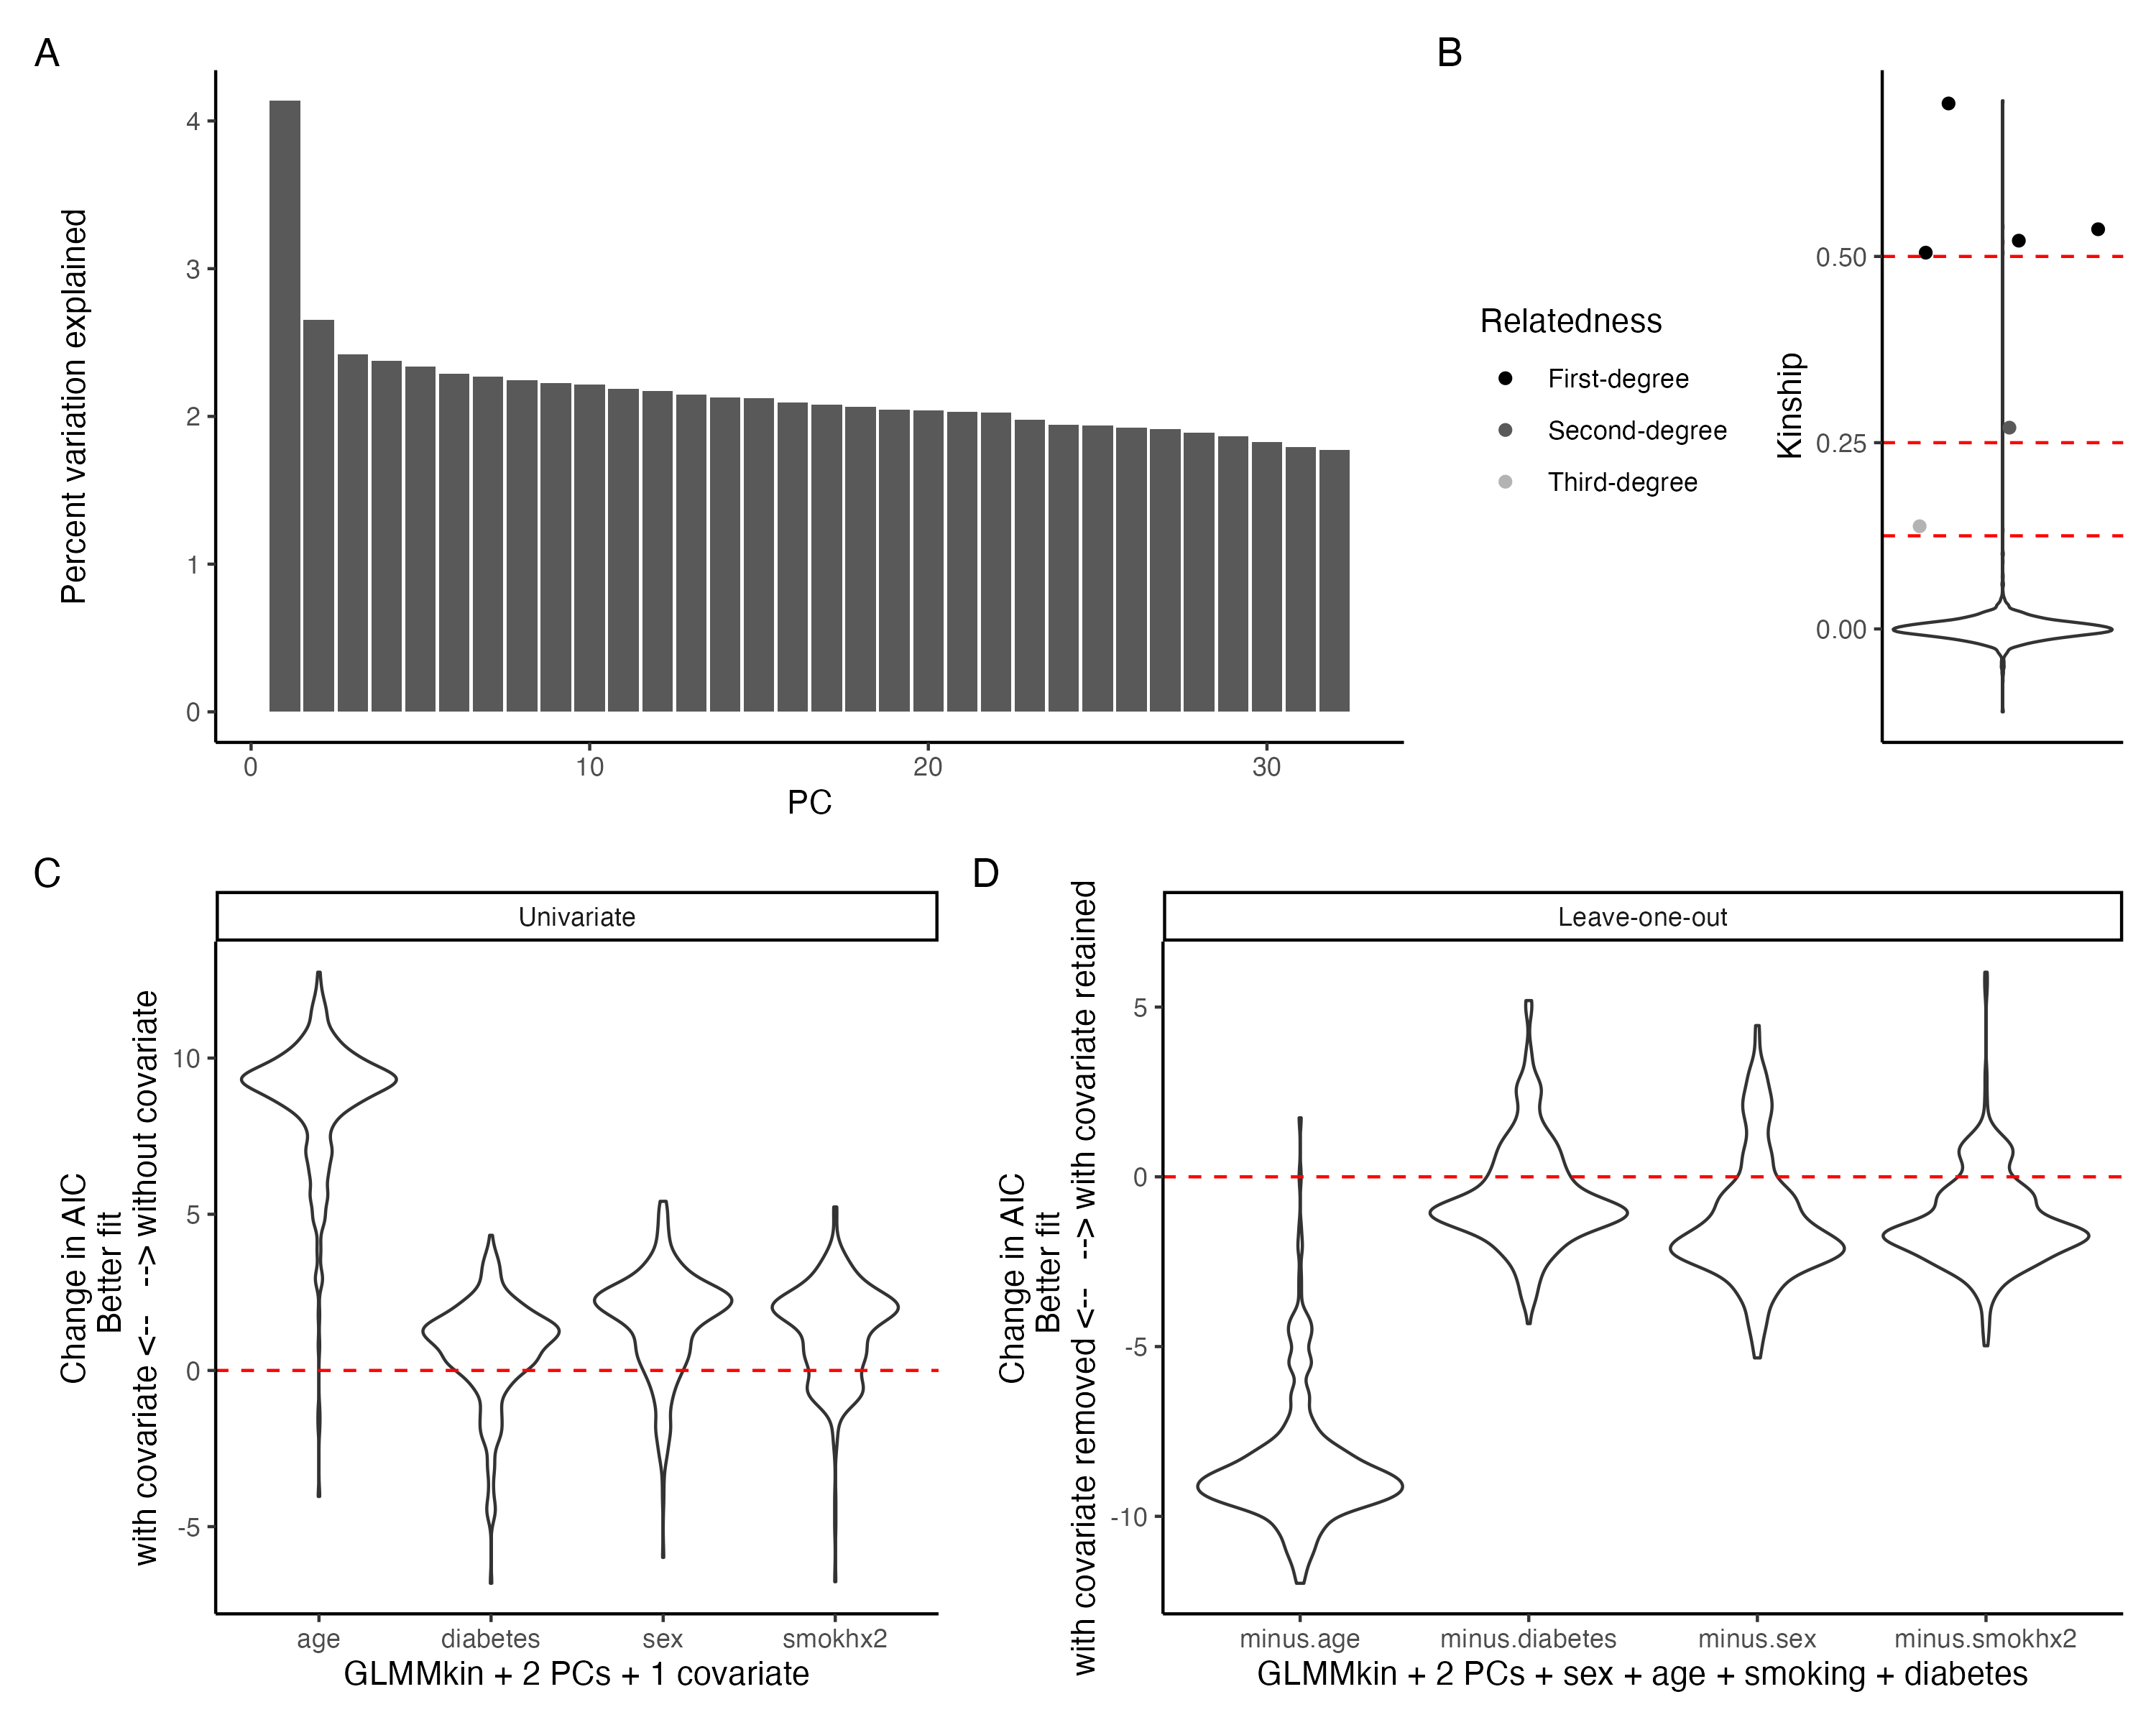 A
Percent variation explained
4
3
2
1
0
0
10
20
30
PC
B
Relatedness
First-degree
Second-degree
Third-degree
Kinship
0.50
0.25
0.00
C
Univariate
Change in AIC
Better fit
with covariate <-- --> without covariate
10
5
0
-5
age
diabetes
sex
smokhx2
GLMMkin + 2 PCs + 1 covariate
D
Leave-one-out
Change in AIC
Better fit
with covariate removed <-- --> with covariate retained
5
0
-5
-10
minus.age
minus.diabetes
minus.sex
minus.smokhx2
GLMMkin + 2 PCs + sex + age + smoking + diabetes